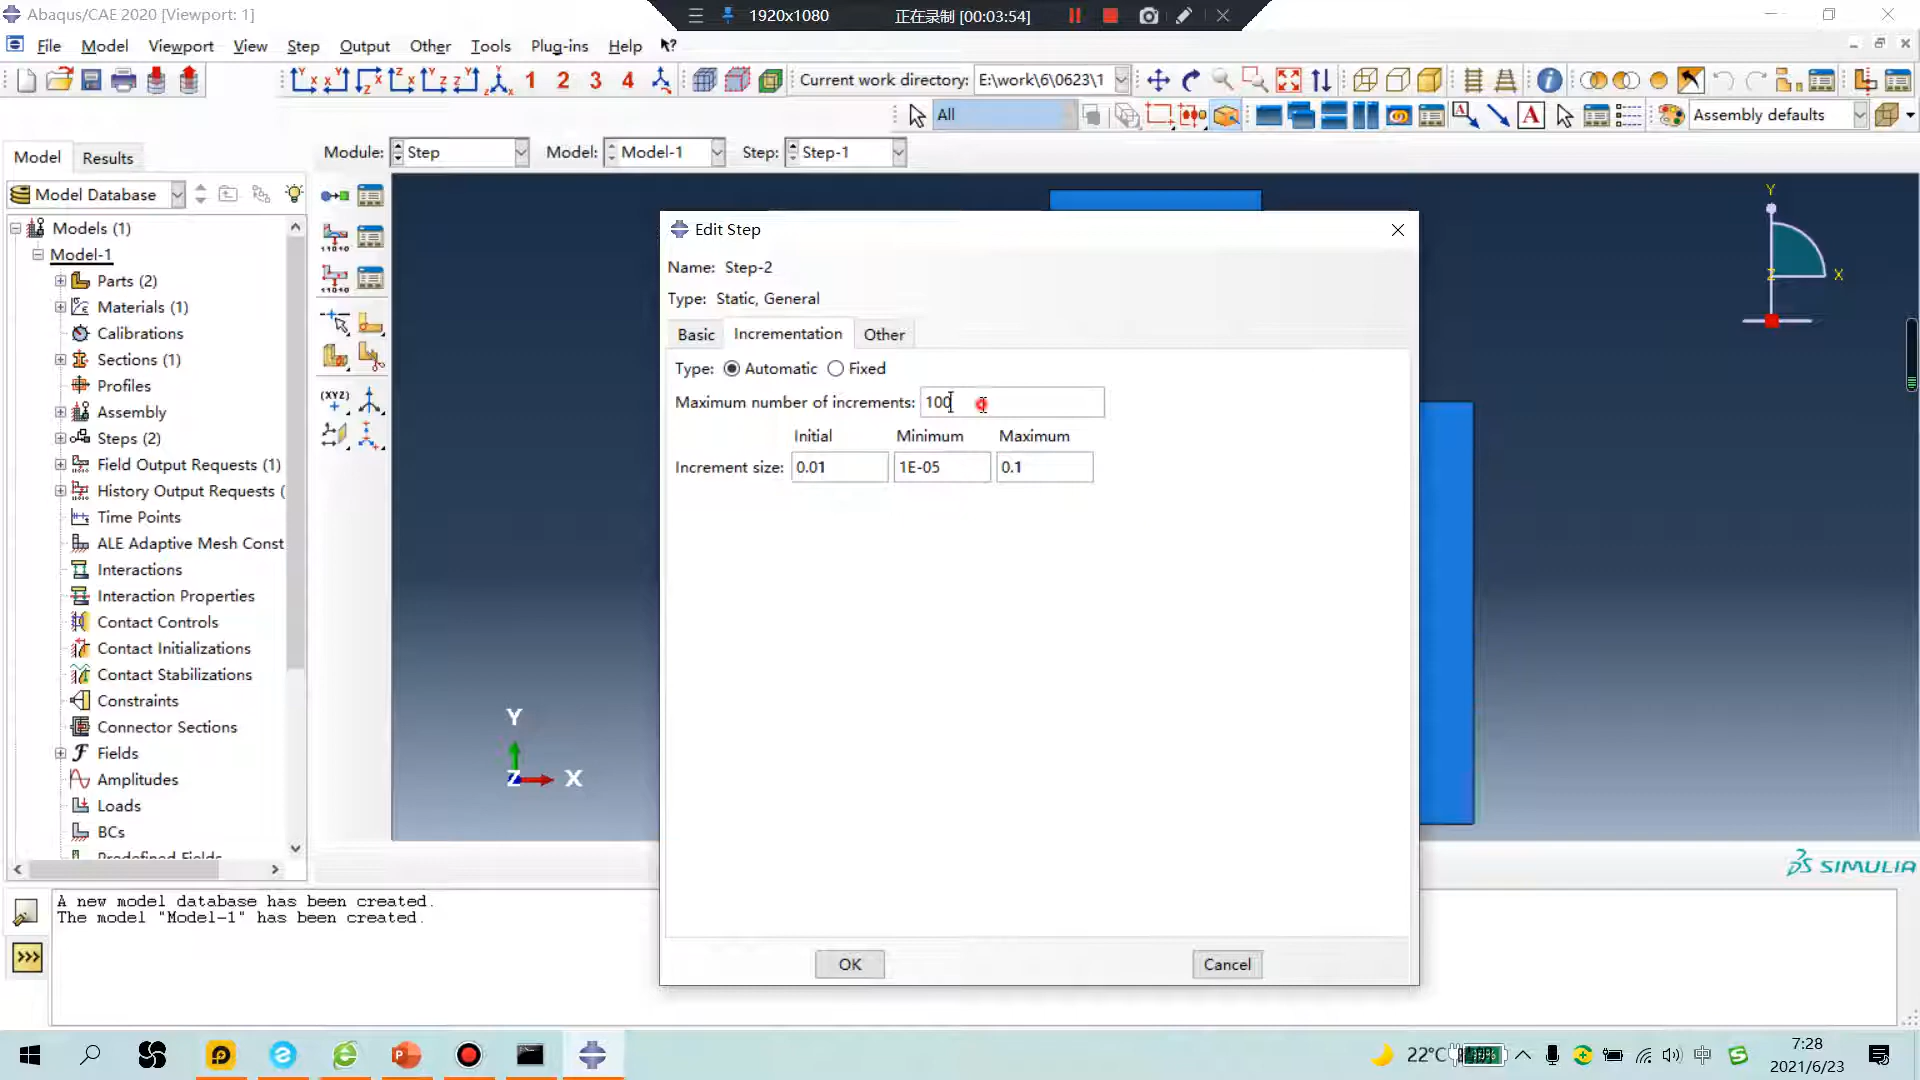 Abaqus/CAE 2020 [Viewport: 1]
1920x1080
正在录制 [00:03:54]
File Model Viewport View Step Output Other Tools Plug-ins Help
1 2 3 4
Current work directory: E:\work\6\0623\1
All
Assembly defaults
Model Results
Module: Step Model: Model-1 Step: Step-1
Model Database
Models (1)
Model-1
Parts (2)
Materials (1)
Calibrations
Sections (1)
Profiles
Assembly
Steps (2)
Field Output Requests (1)
History Output Requests (
Time Points
ALE Adaptive Mesh Const
Interactions
Interaction Properties
Contact Controls
Contact Initializations
Contact Stabilizations
Constraints
Connector Sections
Fields
Amplitudes
Loads
BCs
Predefined Fields
Edit Step
Name: Step-2
Type: Static, General
Basic Incrementation Other
Type: Automatic Fixed
Maximum number of increments: 100
Initial Minimum Maximum
Increment size: 0.01 1E-05 0.1
OK Cancel
Y
X
Z
Y
Z
X
SIMULIA
A new model database has been created.
The model "Model-1" has been created.
22°C
中
7:28
2021/6/23